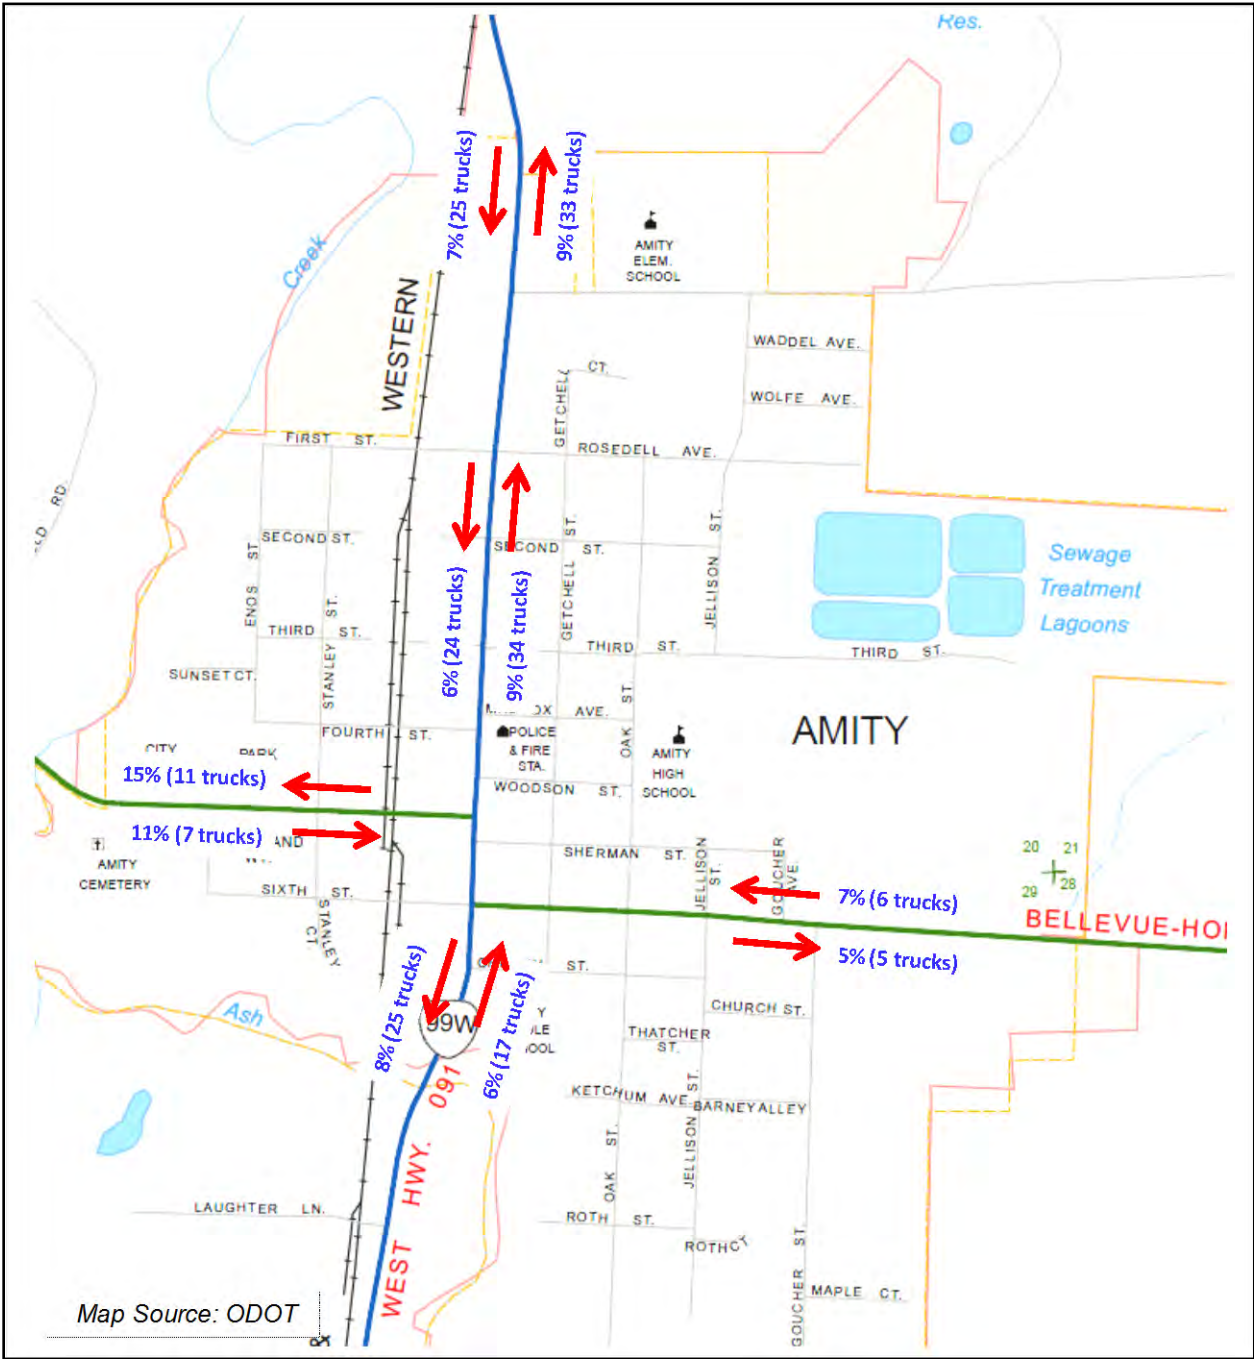 Res.
7% (25 trucks)
9% (33 trucks)
AMITY
ELEM.
SCHOOL
Creek
WESTERN
WADDEL AVE.
WOLFE AVE.
GETCHELL
CT.
FIRST ST.
ROSEDELL AVE.
RD.
SECOND ST.
SECOND ST.
ENOS ST.
GETCHELL ST.
JELLISON ST.
Sewage
Treatment
Lagoons
THIRD ST.
THIRD ST.
THIRD ST.
STANLEY ST.
SUNSET CT.
6% (24 trucks)
9% (34 trucks)
AVE.
OAK ST.
FOURTH ST.
POLICE
& FIRE
STA.
AMITY
HIGH
SCHOOL
AMITY
CITY PARK
15% (11 trucks)
WOODSON ST.
11% (7 trucks)
AMITY
CEMETERY
SHERMAN ST.
JELLISON ST.
GOUCHER AVE.
20 21
29 28
SIXTH ST.
STANLEY CT.
7% (6 trucks)
BELLEVUE-HO
5% (5 trucks)
ST.
8% (25 trucks)
6% (17 trucks)
Ash
99W
CHURCH ST.
THATCHER
ST.
KETCHUM AVE.
BARNEY ALLEY
OAK ST.
JELLISON ST.
WEST HWY. 091
LAUGHTER LN.
ROTH ST.
ROTH CT
GOUCHER ST.
MAPLE CT.
Map Source: ODOT